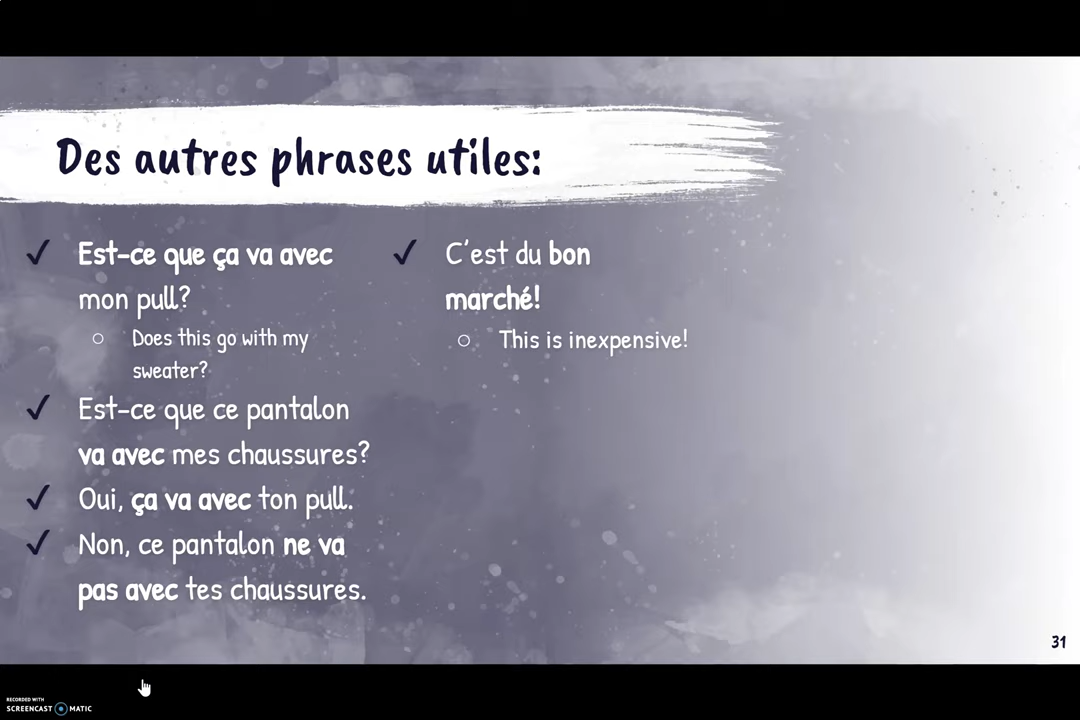 Des autres phrases utiles:
✓ Est-ce que ça va avec
mon pull?
○ Does this go with my
sweater?
✓ Est-ce que ce pantalon
va avec mes chaussures?
✓ Oui, ça va avec ton pull.
✓ Non, ce pantalon ne va
pas avec tes chaussures.
✓ C'est du bon
marché!
○ This is inexpensive!
31
RECORDED WITH
SCREENCAST MATIC